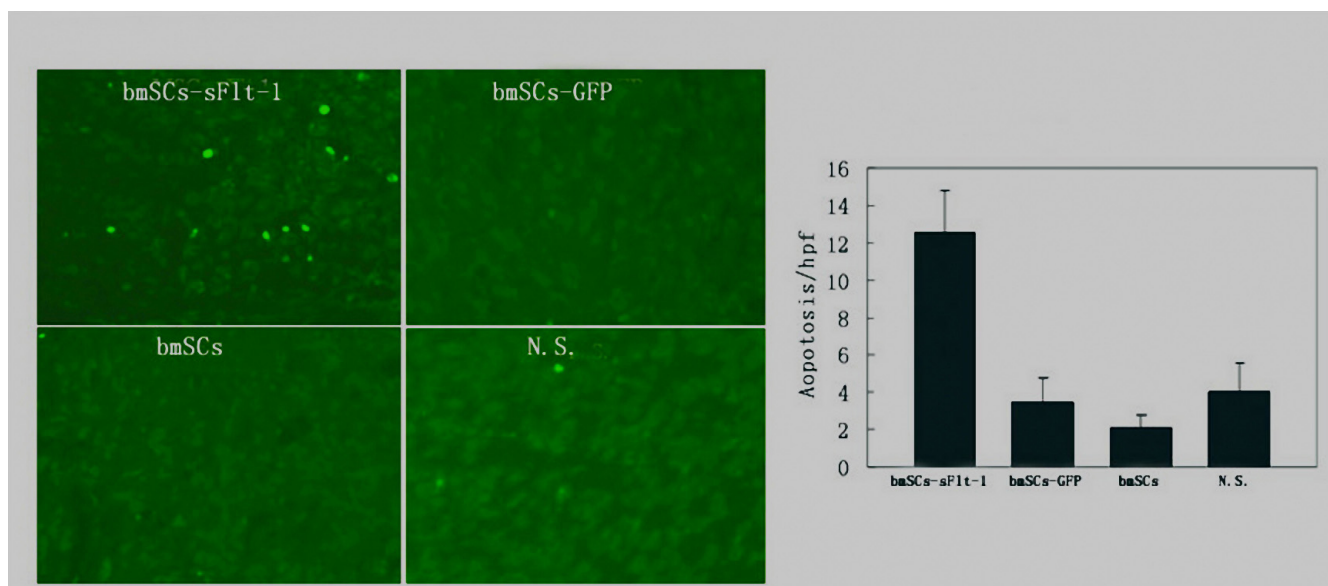 bmSCs-sFlt-1
bmSCs-GFP
bmSCs
N.S.
Aopotosis/hpf
16
14
12
10
8
6
4
2
0
bmSCs-sFlt-1 bmSCs-GFP bmSCs N.S.